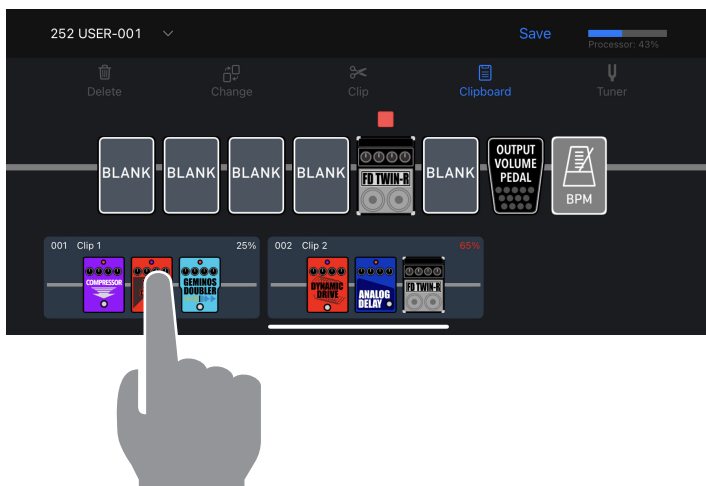 252 USER-001
Save
Processor: 43%
Delete
Change
Clip
Clipboard
Tuner
BLANK
BLANK
BLANK
BLANK
FD TWIN-R
BLANK
OUTPUT
VOLUME
PEDAL
BPM
001 Clip 1
25%
002 Clip 2
65%
COMPRESSOR
GEMINOS
DOUBLER
DYNAMIC
DRIVE
ANALOG
DELAY
FD TWIN-R